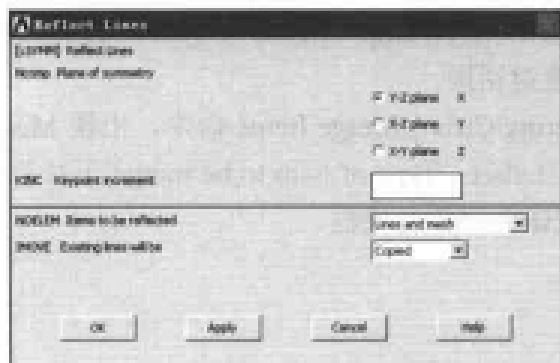 Reflect Lines
[LSYMM] Reflect Lines
Ncomp Plane of symmetry
Y-Z plane X
X-Z plane Y
X-Y plane Z
KINC Keypoint increment
NOELEM Items to be reflected
Lines and mesh
IMOVE Existing lines will be
Copied
OK
Apply
Cancel
Help